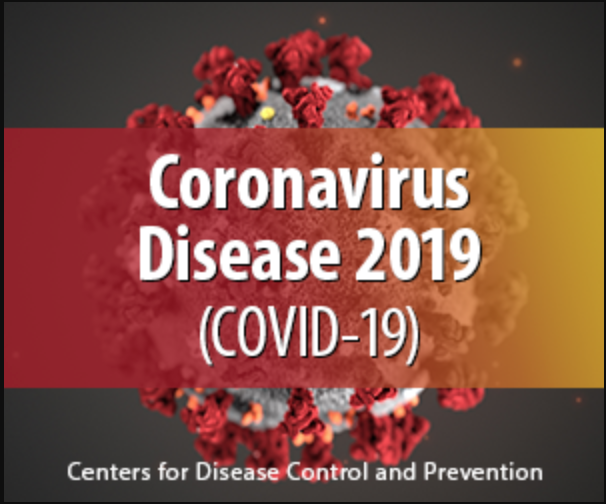 Coronavirus
Disease 2019
(COVID-19)
Centers for Disease Control and Prevention